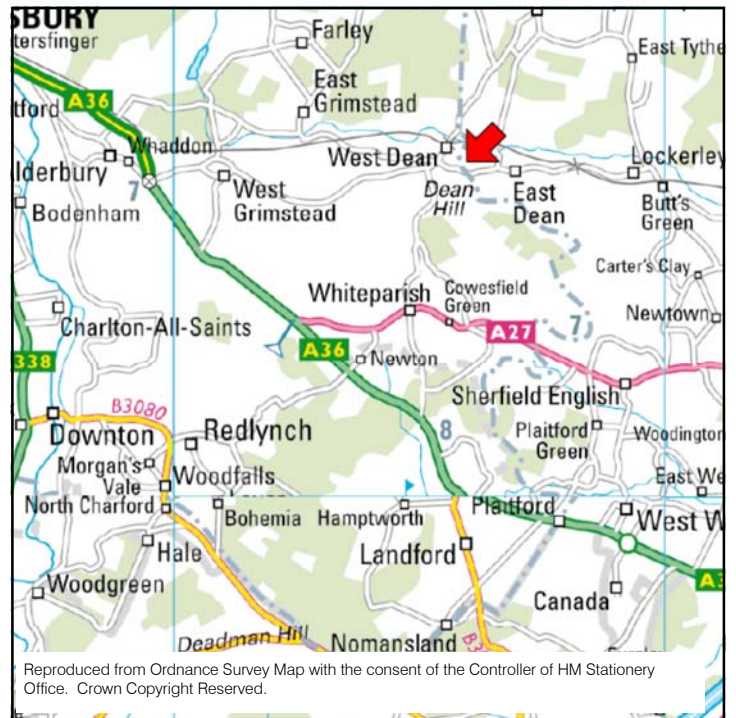 SBURY
tersfinger
Farley
East Tythe
East
Grimstead
tford
A36
Whaddon
West Dean
Lockerley
lderbury
7
West
Grimstead
Dean
Hill
East
Dean
Butt's
Green
Bodenham
Carter's Clay
Whiteparish
Cowesfield
Green
Newtown
Charlton-All-Saints
7
A27
338
A36
Newton
Sherfield English
B3080
Downton
Redlynch
8
Plaitford
Green
Woodington
Morgan's
Vale
Woodfalls
East We
North Charford
Bohemia
Hamptworth
Plaitford
West W
Hale
Landford
Woodgreen
A3
Canada
Deadman Hill
Nomansland
B3
Reproduced from Ordnance Survey Map with the consent of the Controller of HM Stationery
Office. Crown Copyright Reserved.